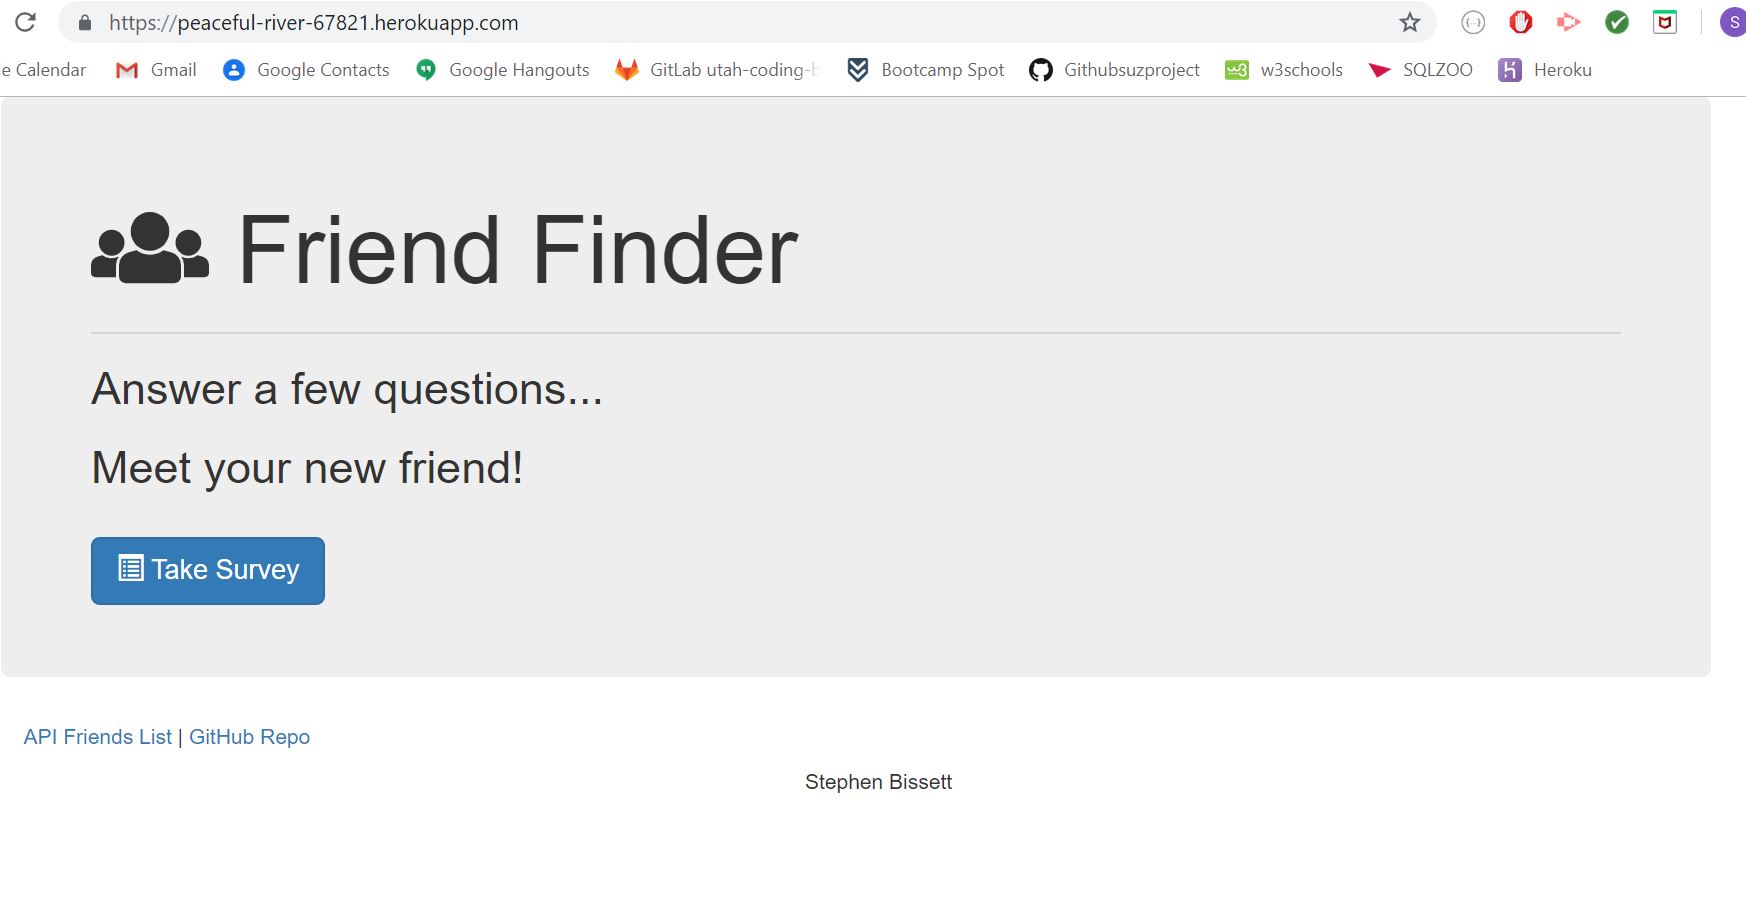 https://peaceful-river-67821.herokuapp.com
S
e Calendar Gmail Google Contacts Google Hangouts GitLab utah-coding-b Bootcamp Spot Githubsuzproject w3schools SQLZOO Heroku
Friend Finder
Answer a few questions...
Meet your new friend!
Take Survey
API Friends List | GitHub Repo
Stephen Bissett